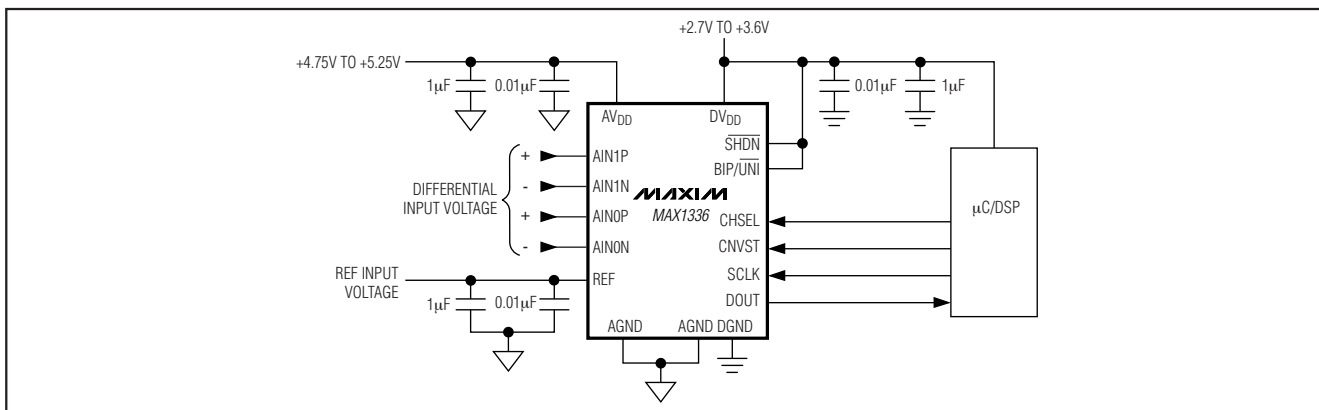 +2.7V TO +3.6V
+4.75V TO +5.25V
1μF
0.01μF
0.01μF
1μF
AVDD
DVDD
SHDN
BIP/UNI
+
AIN1P
-
AIN1N
+
AIN0P
-
AIN0N
DIFFERENTIAL
INPUT VOLTAGE
MAXIM
MAX1336
CHSEL
CNVST
SCLK
DOUT
μC/DSP
REF INPUT
VOLTAGE
REF
1μF
0.01μF
AGND
AGND
DGND